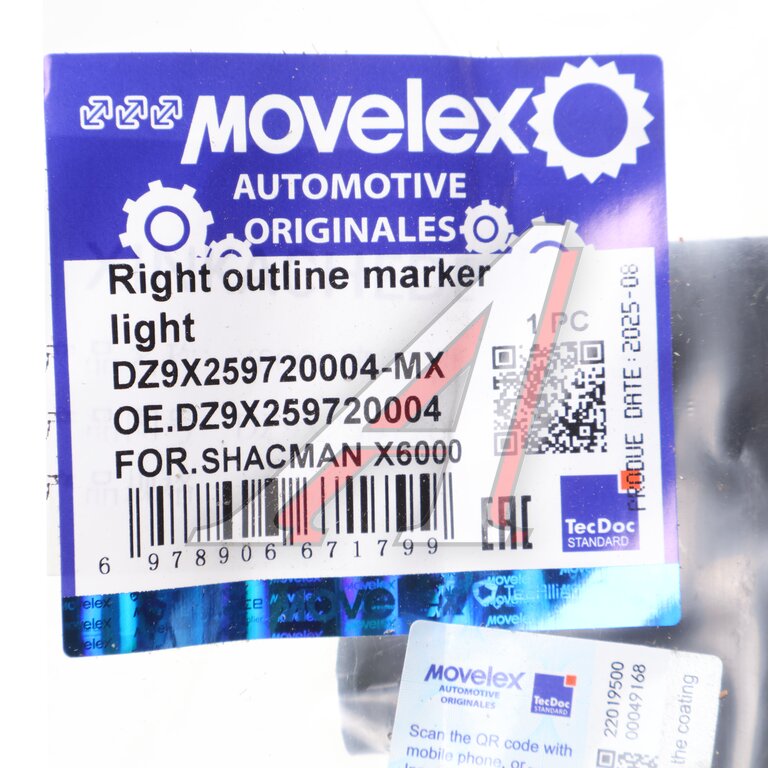 MOVelex
AUTOMOTIVE
ORIGINALES
Right outline marker
light
1 PC
DZ9X259720004-MX
OE.DZ9X259720004
FOR.SHACMAN X6000
PRODUE DATE:2025-08
6 978906 671799
EAC
TecDoc
STANDARD
Movelex
MOVelex
AUTOMOTIVE
ORIGINALES
TecDoc
STANDARD
22019500
00049168
the coating
Scan the QR code with
mobile phone, or